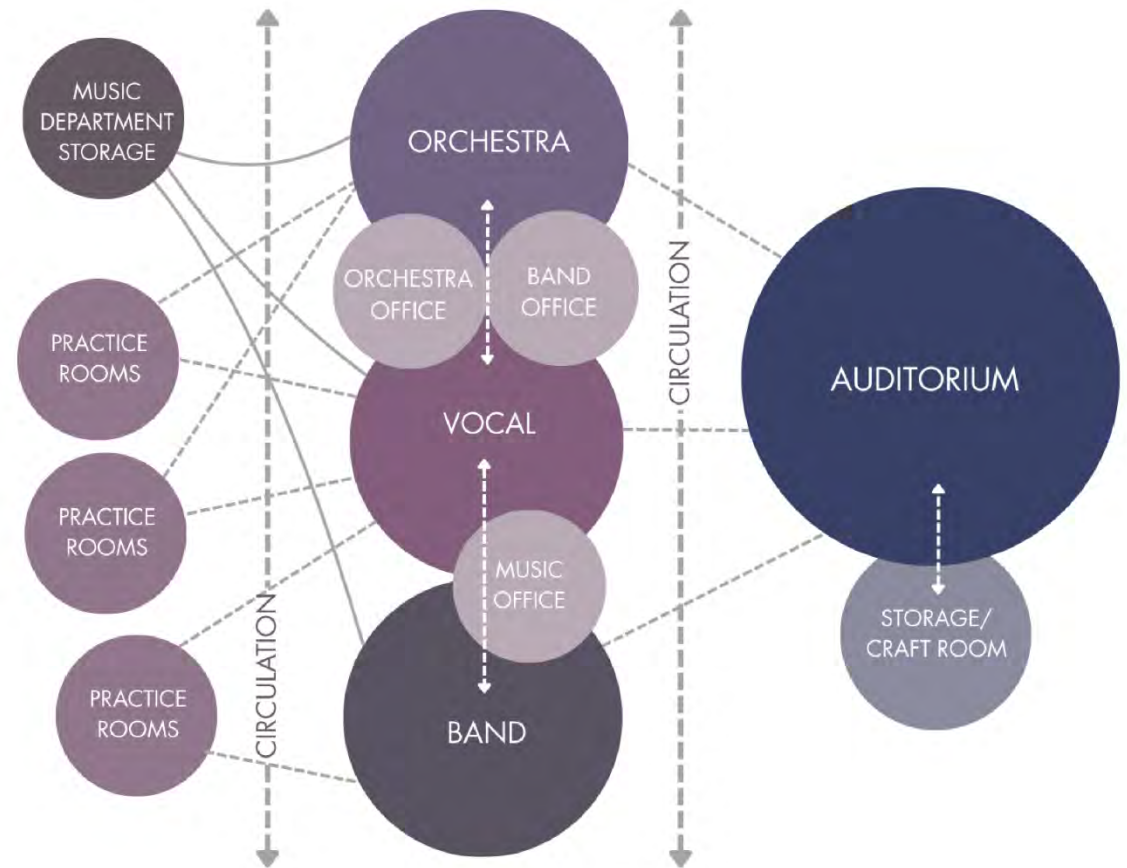 MUSIC
DEPARTMENT
STORAGE
PRACTICE
ROOMS
PRACTICE
ROOMS
PRACTICE
ROOMS
CIRCULATION
ORCHESTRA
ORCHESTRA
OFFICE
BAND
OFFICE
VOCAL
MUSIC
OFFICE
BAND
CIRCULATION
AUDITORIUM
STORAGE/
CRAFT ROOM